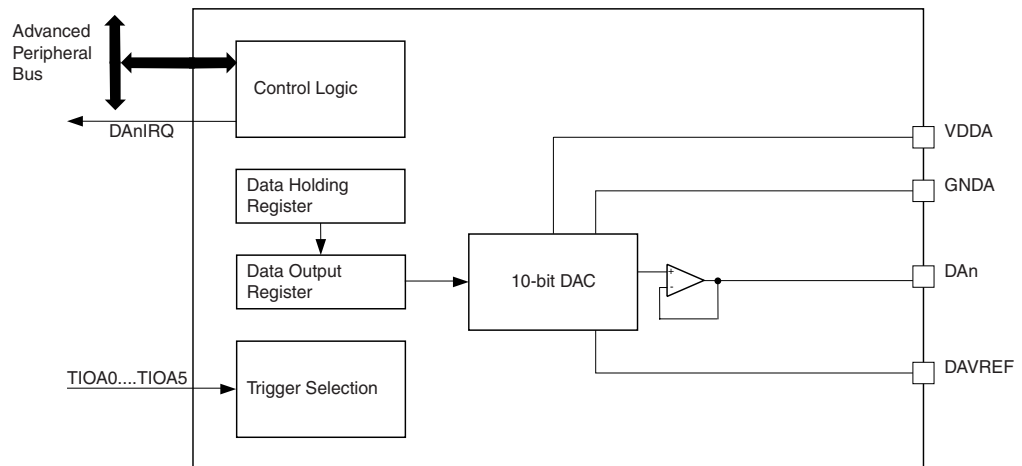 Advanced
Peripheral
Bus
Control Logic
DAnIRQ
VDDA
Data Holding
Register
GNDA
Data Output
Register
10-bit DAC
+
-
DAn
TIOA0....TIOA5
Trigger Selection
DAVREF